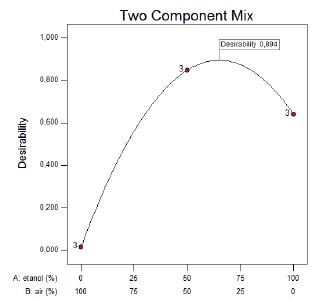 Two Component Mix
Desirability 0,894
1,000
0,800
0,600
0,400
0,200
0,000
Desirability
3
3
3
A: etanol (%) 0 25 50 75 100
B: air (%) 100 75 50 25 0